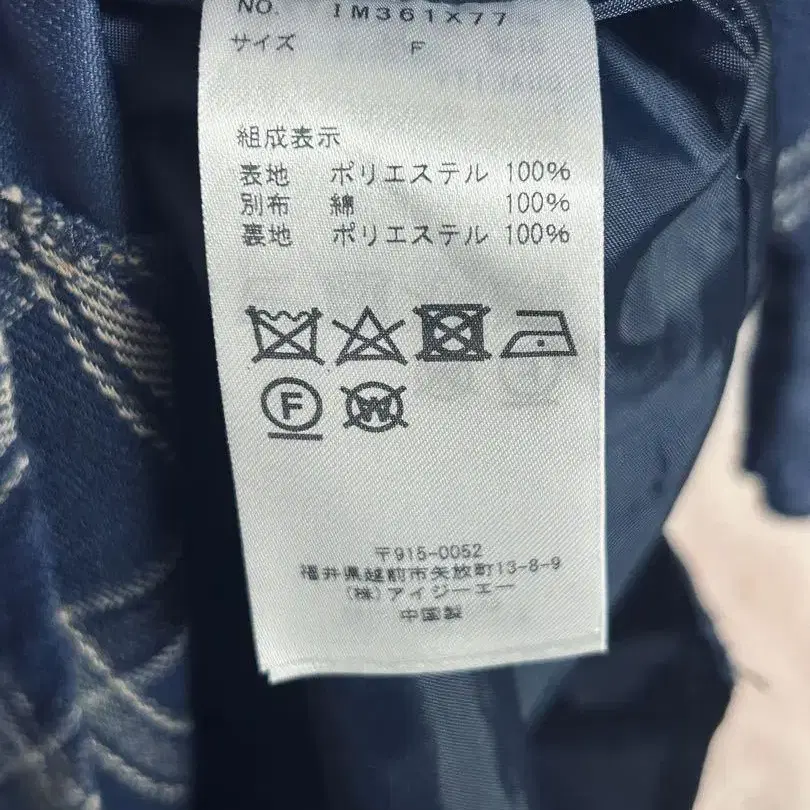 NO. IM361X77
サイズ F
組成表示
表地 ポリエステル 100%
別布 綿 100%
裏地 ポリエステル 100%
F W
〒915-0052
福井県越前市矢放町13-8-9
(株)アイジーエー
中国製